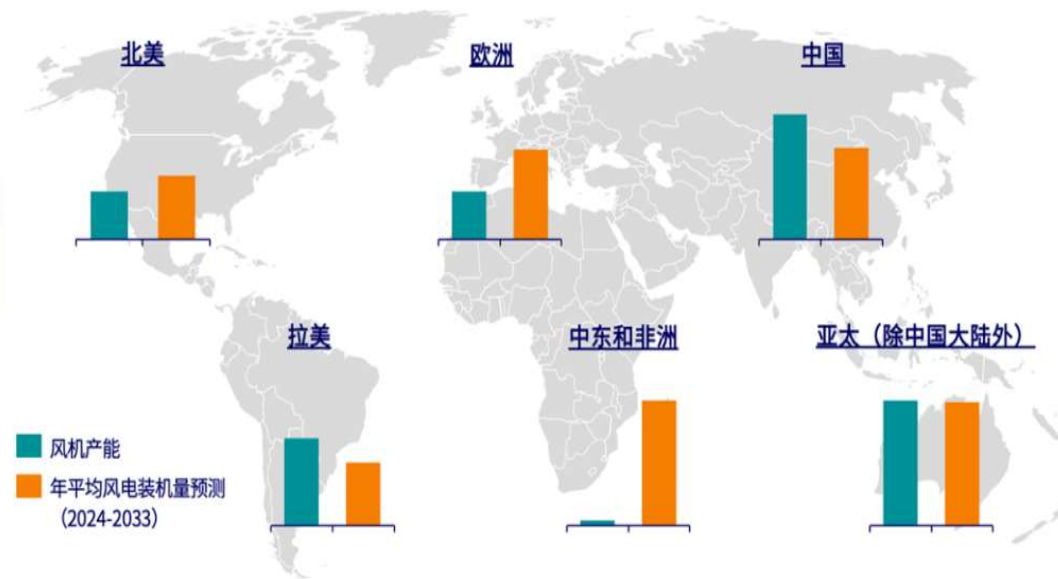 北美
欧洲
中国
拉美
中东和非洲
亚太（除中国大陆外）
风机产能
年平均风电装机量预测
（2024-2033）